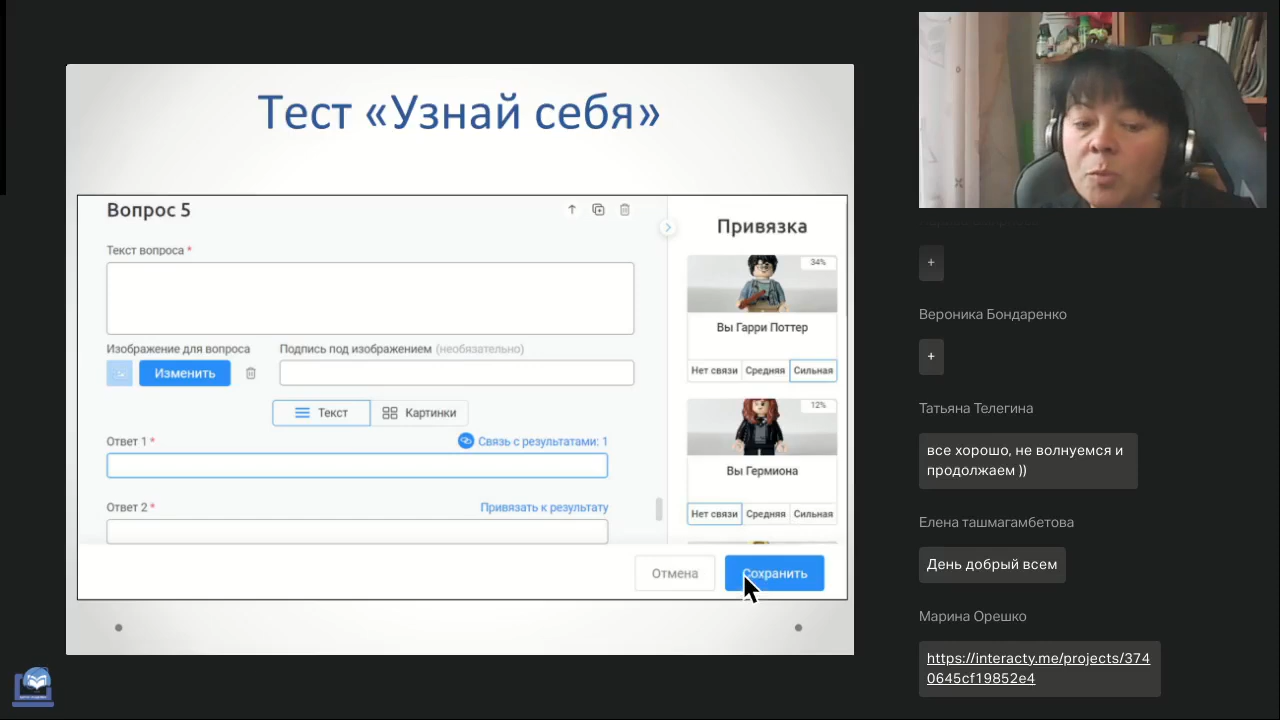 Тест «Узнай себя»
Вопрос 5
Текст вопроса *
Изображение для вопроса
Подпись под изображением (необязательно)
Изменить
Текст
Картинки
Ответ 1 *
Связь с результатами: 1
Ответ 2 *
Привязать к результату
Привязка
34%
Вы Гарри Поттер
Нет связи Средняя Сильная
12%
Вы Гермиона
Нет связи Средняя Сильная
Отмена
Сохранить
+
Вероника Бондаренко
+
Татьяна Телегина
все хорошо, не волнуемся и
продолжаем ))
Елена ташмагамбетова
День добрый всем
Марина Орешко
https://interacty.me/projects/374
0645cf19852e4